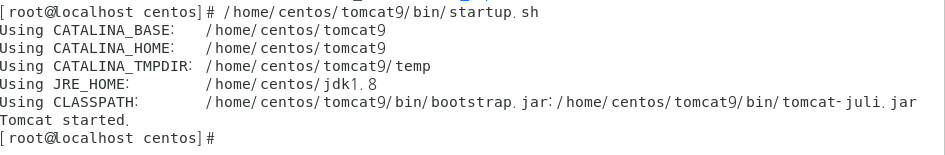 [root@localhost centos]# /home/centos/tomcat9/bin/startup.sh
Using CATALINA_BASE:   /home/centos/tomcat9
Using CATALINA_HOME:   /home/centos/tomcat9
Using CATALINA_TMPDIR: /home/centos/tomcat9/temp
Using JRE_HOME:        /home/centos/jdk1.8
Using CLASSPATH:       /home/centos/tomcat9/bin/bootstrap.jar:/home/centos/tomcat9/bin/tomcat-juli.jar
Tomcat started.
[root@localhost centos]#